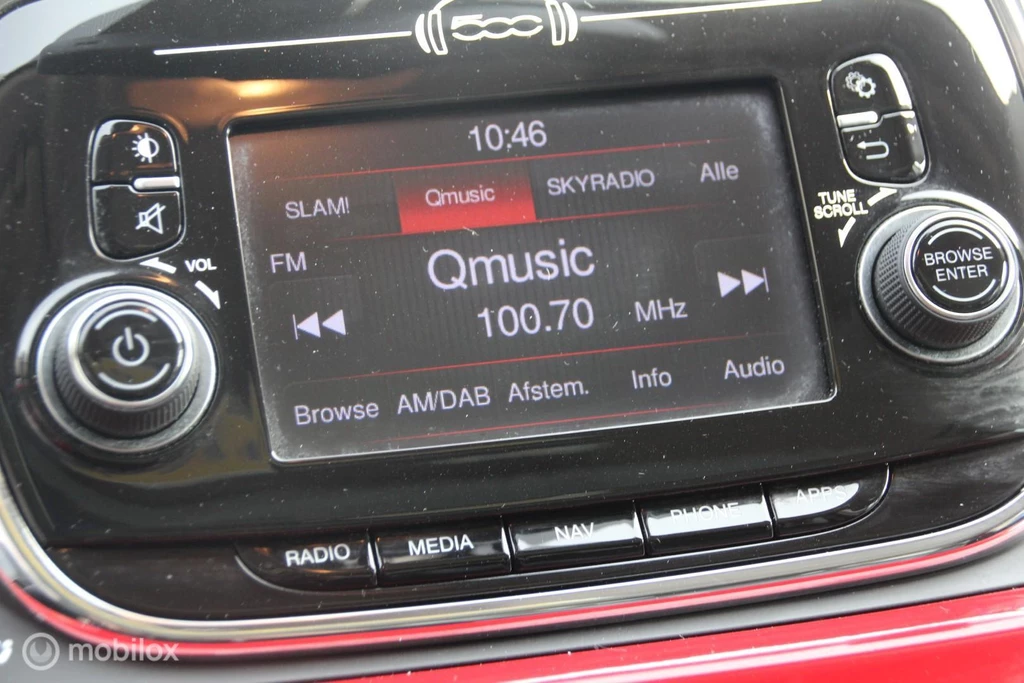 500
10:46
SLAM! Qmusic SKYRADIO Alle
FM
Qmusic
100.70 MHz
Browse AM/DAB Afstem. Info Audio
VOL
TUNE
SCROLL
BROWSE
ENTER
RADIO MEDIA NAV PHONE APPS
mobilox